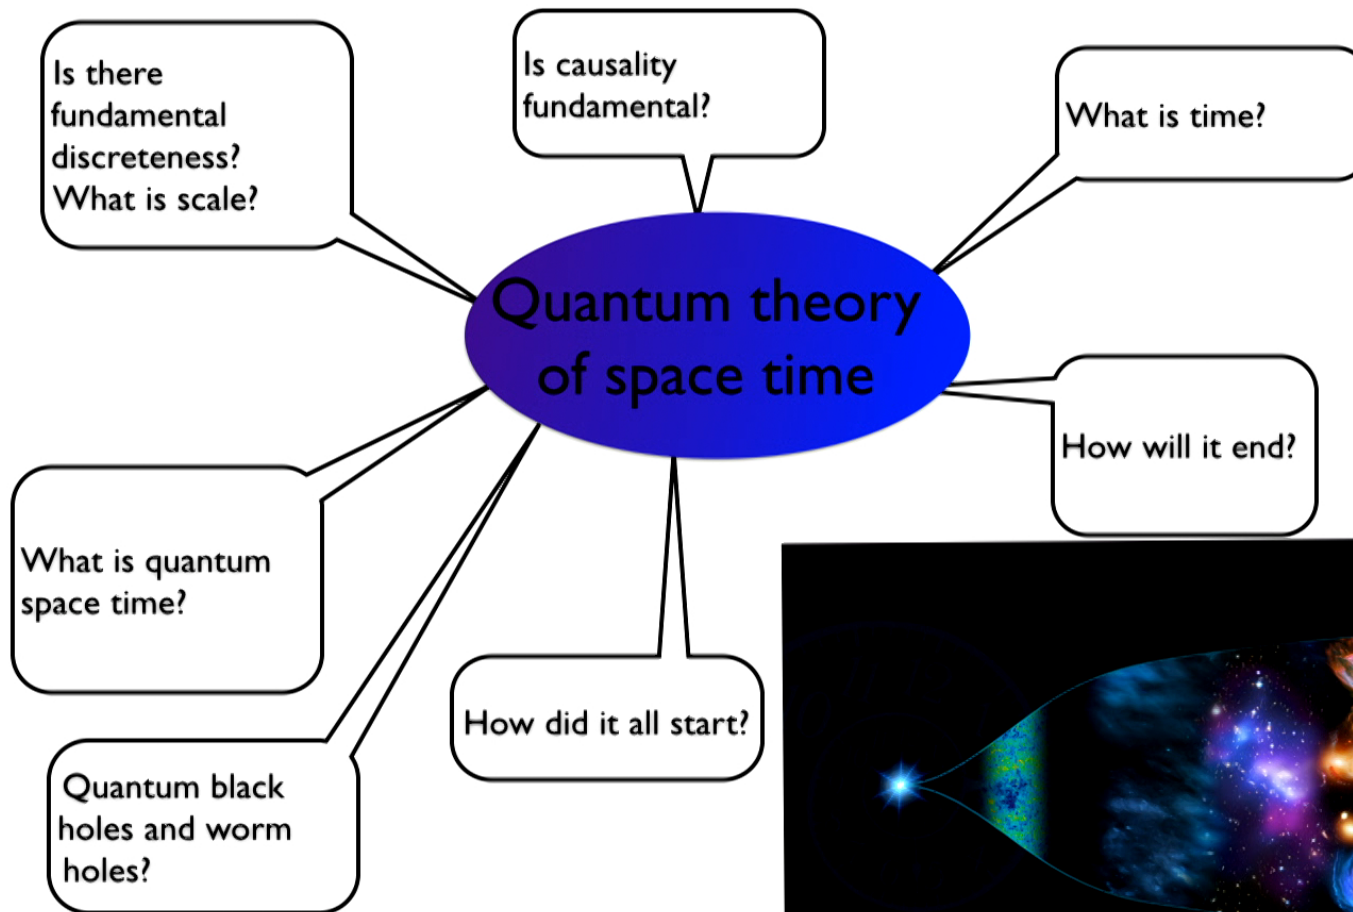 Is there
fundamental
discreteness?
What is scale?
Is causality
fundamental?
What is time?
Quantum theory
of space time
How will it end?
What is quantum
space time?
How did it all start?
Quantum black
holes and worm
holes?